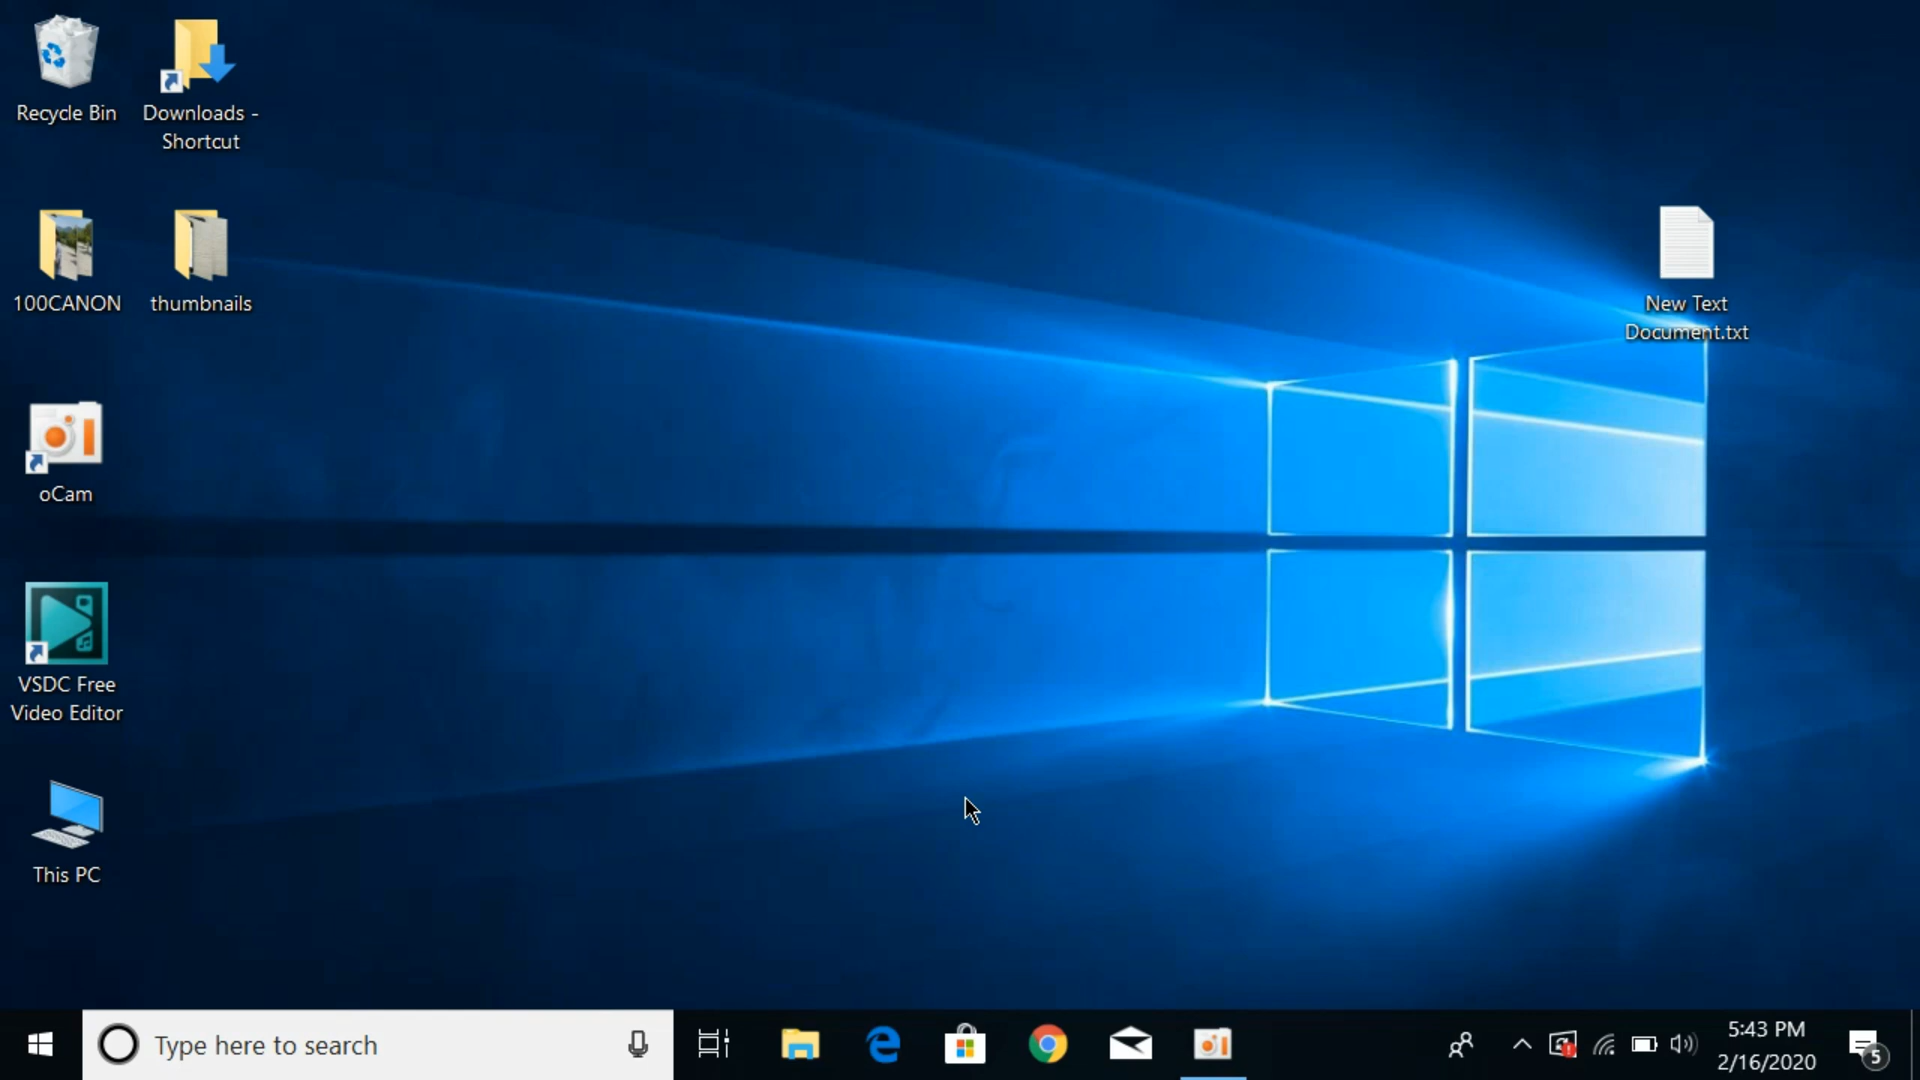 Recycle Bin
Downloads -
Shortcut
100CANON
thumbnails
New Text
Document.txt
oCam
VSDC Free
Video Editor
This PC
Type here to search
5:43 PM
2/16/2020
5